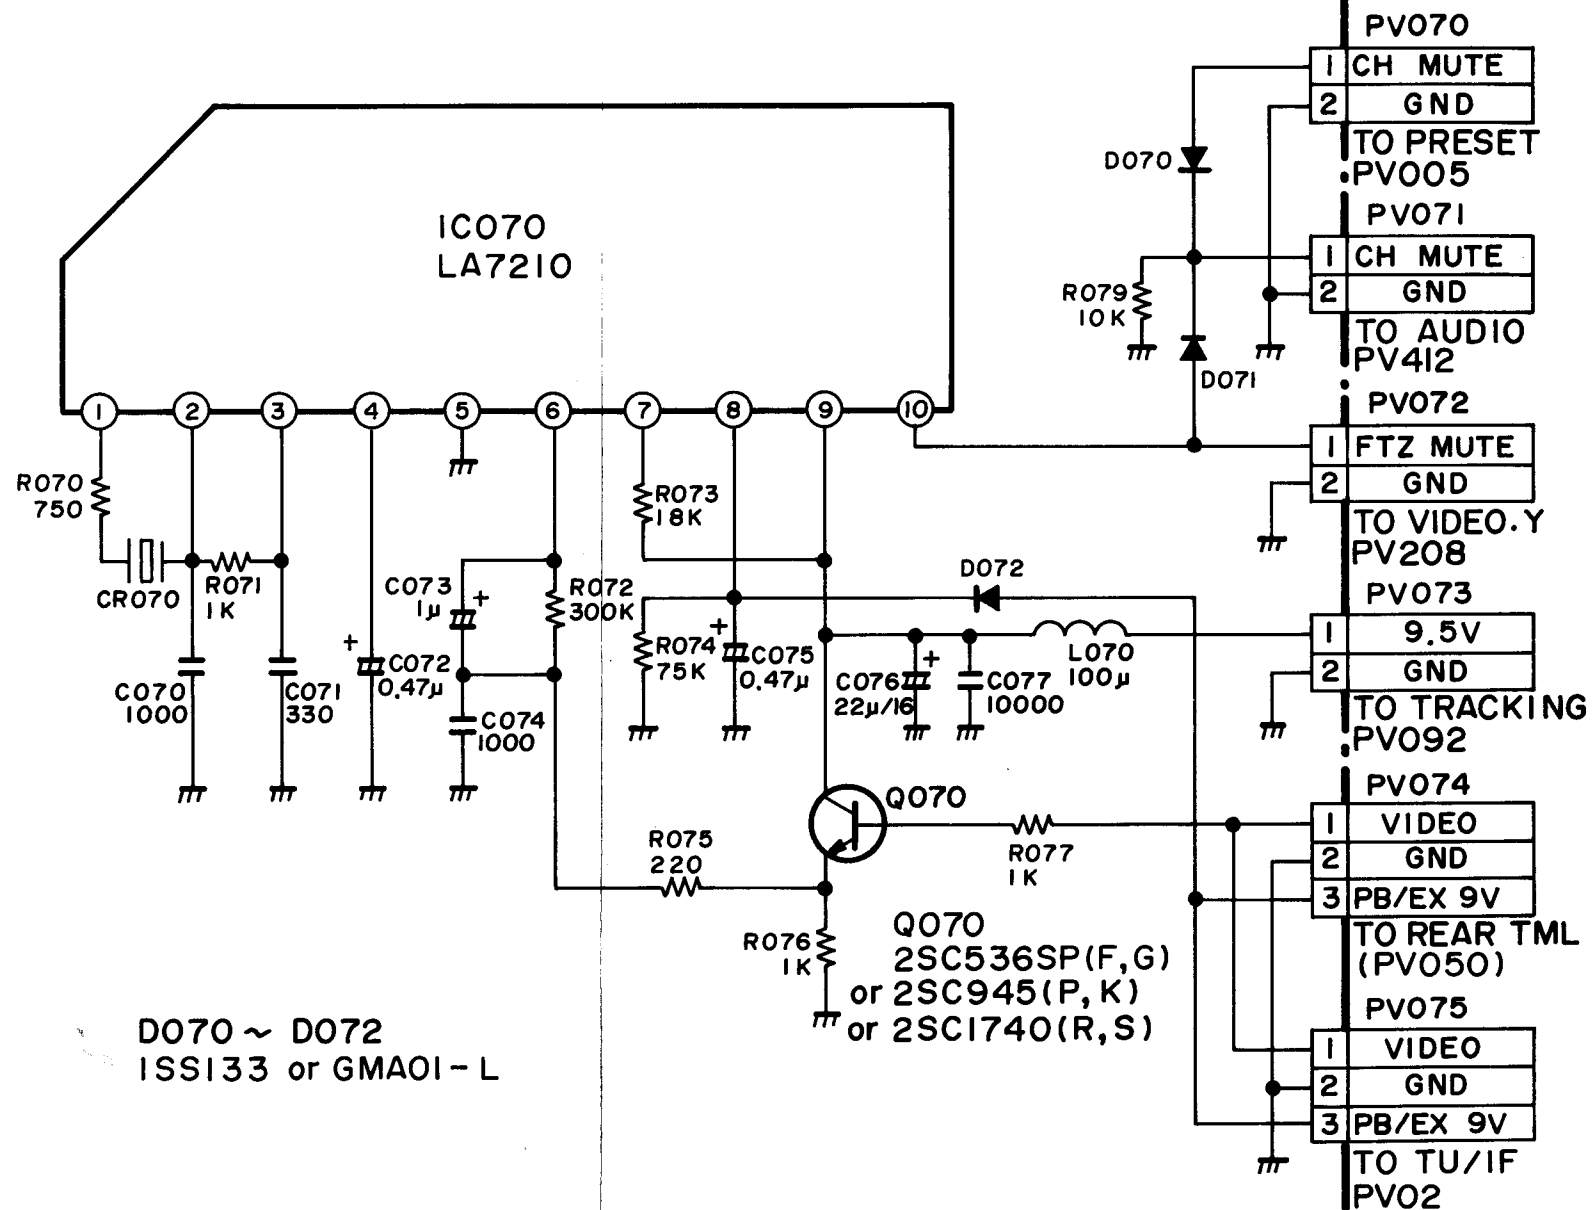 PV070
1 CH MUTE
2 GND
TO PRESET
PV005
D070
PV071
1 CH MUTE
2 GND
TO AUDIO
PV412
R079
10K
D071
IC070
LA7210
1 2 3 4 5 6 7 8 9 10
PV072
1 FTZ MUTE
2 GND
TO VIDEO.Y
PV208
R070
750
CR070
R071
1K
C070
1000
C071
330
+
C072
0.47μ
C073
1μ
+
R072
300K
C074
1000
R073
18K
R074
75K
+
C075
0.47μ
D072
C076
22μ/16
+
C077
10000
L070
100μ
PV073
1 9.5V
2 GND
TO TRACKING
PV092
Q070
R075
220
R077
1K
R076
1K
PV074
1 VIDEO
2 GND
3 PB/EX 9V
TO REAR TML
(PV050)
Q070
2SC536SP(F,G)
or 2SC945(P,K)
or 2SC1740(R,S)
PV075
1 VIDEO
2 GND
3 PB/EX 9V
TO TU/IF
PV02
D070 ~ D072
1SS133 or GMA01-L